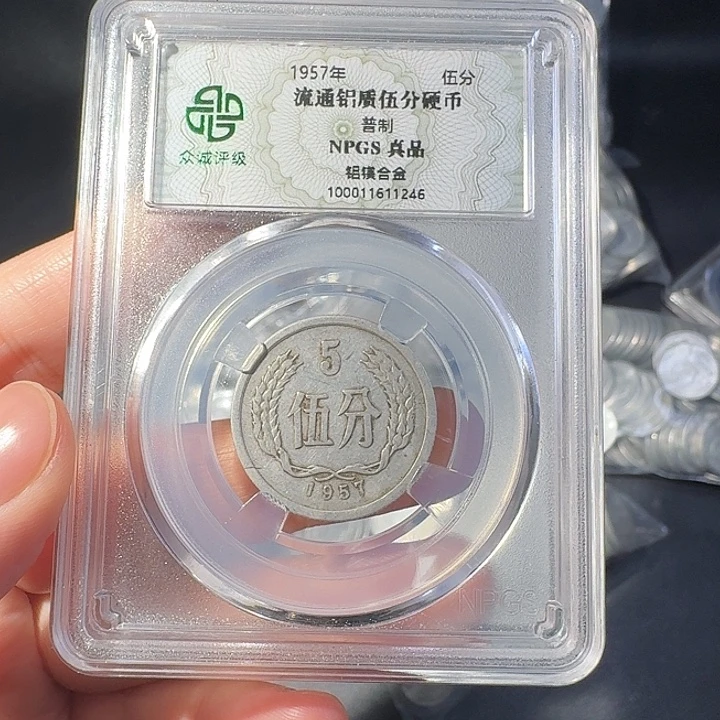 1957年 伍分
流通铝质伍分硬币
普制
NPGS 真品
铝镁合金
100011611246
众诚评级
5
伍分
1957
NPGS